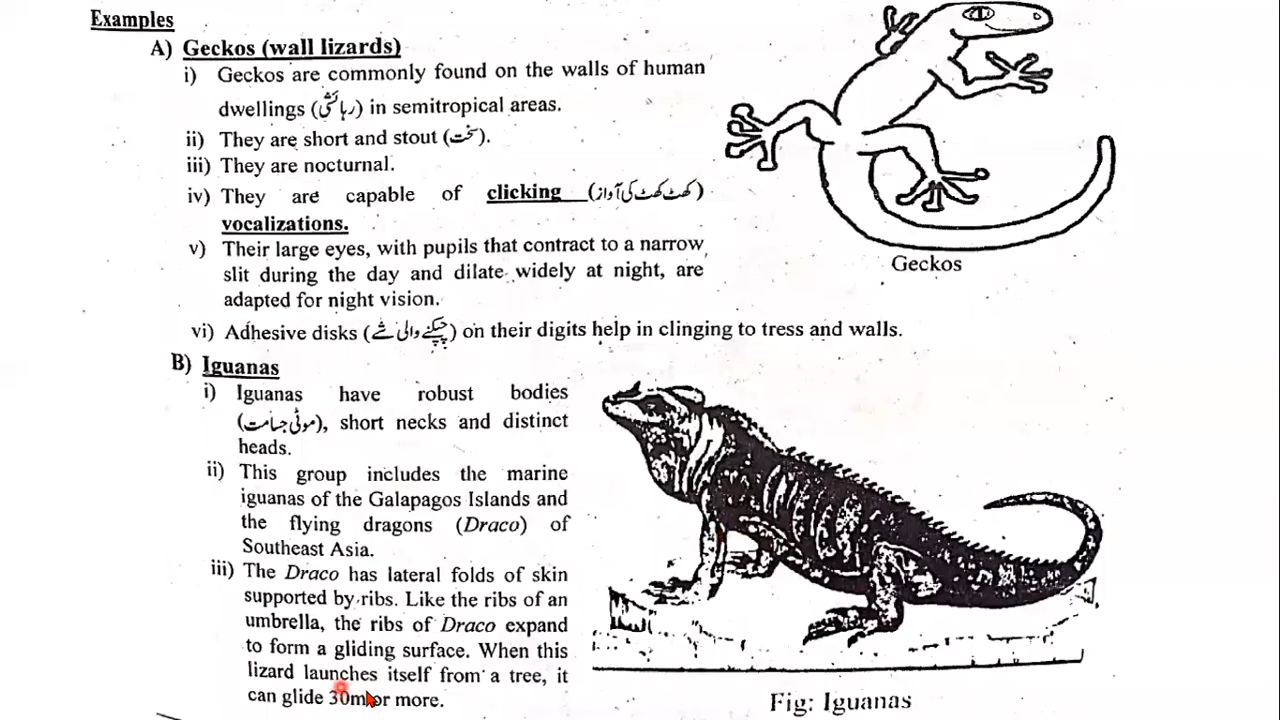 Examples
A) Geckos (wall lizards)
i) Geckos are commonly found on the walls of human
dwellings (رہائشی) in semitropical areas.
ii) They are short and stout (سخت).
iii) They are nocturnal.
iv) They are capable of clicking (کھٹ کھٹ کی آواز)
vocalizations.
v) Their large eyes, with pupils that contract to a narrow
slit during the day and dilate widely at night, are
adapted for night vision.
Geckos
vi) Adhesive disks (چپکنے والی شے) on their digits help in clinging to tress and walls.
B) Iguanas
i) Iguanas have robust bodies
(موٹی جسامت), short necks and distinct
heads.
ii) This group includes the marine
iguanas of the Galapagos Islands and
the flying dragons (Draco) of
Southeast Asia.
iii) The Draco has lateral folds of skin
supported by ribs. Like the ribs of an
umbrella, the ribs of Draco expand
to form a gliding surface. When this
lizard launches itself from a tree, it
can glide 30m or more.
Fig: Iguanas